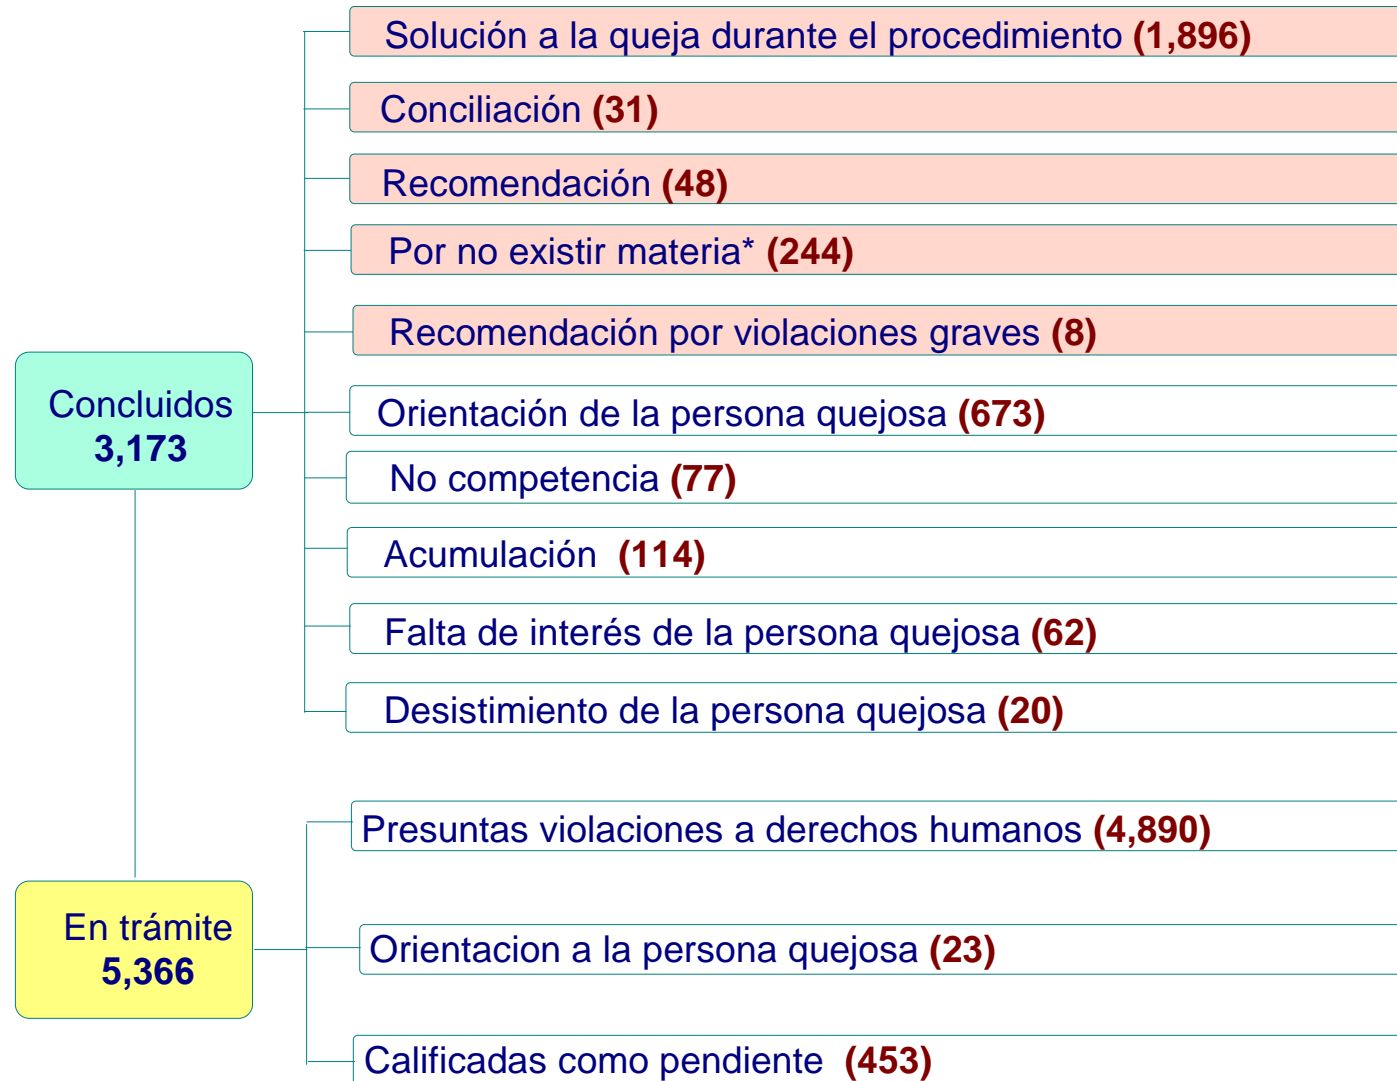 Solución a la queja durante el procedimiento (1,896)
Conciliación (31)
Recomendación (48)
Por no existir materia* (244)
Recomendación por violaciones graves (8)
Concluidos
3,173
Orientación de la persona quejosa (673)
No competencia (77)
Acumulación (114)
Falta de interés de la persona quejosa (62)
Desistimiento de la persona quejosa (20)
Presuntas violaciones a derechos humanos (4,890)
En trámite
5,366
Orientacion a la persona quejosa (23)
Calificadas como pendiente (453)